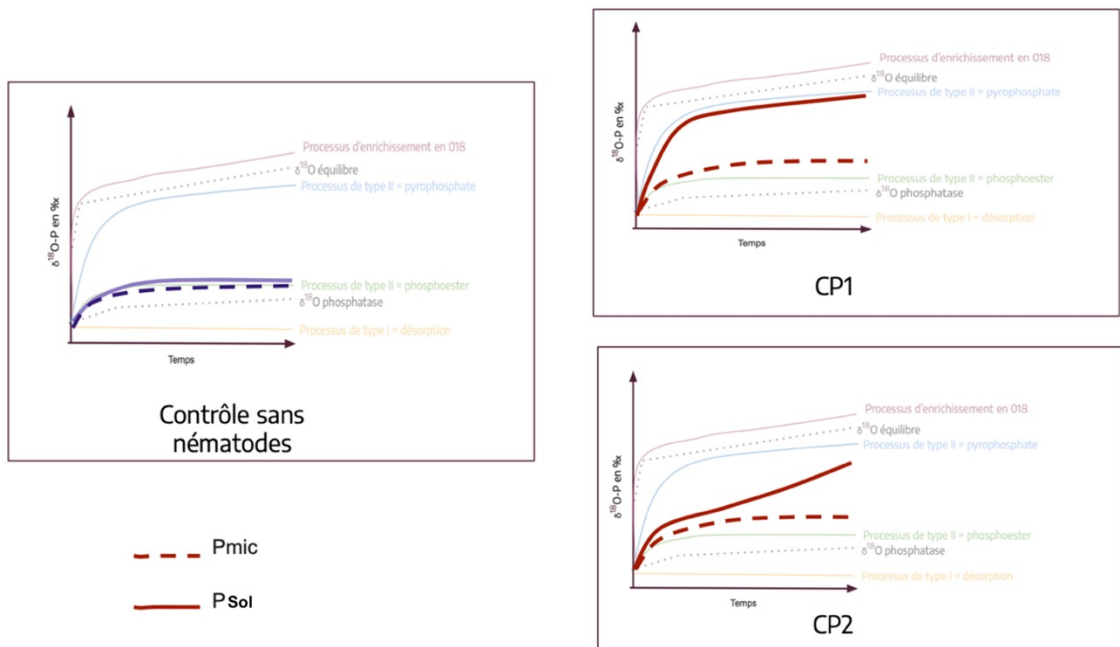 Processus d'enrichissement en 018
δ¹⁸O équilibre
Processus de type II = pyrophosphate
Processus de type II = phosphoester
δ¹⁸O phosphatase
Processus de type I = désorption
δ¹⁸O-P en ‰
Temps
Contrôle sans
nématodes
Pmic
P Sol
Processus d'enrichissement en 018
δ¹⁸O équilibre
Processus de type II = pyrophosphate
Processus de type II = phosphoester
δ¹⁸O phosphatase
Processus de type I = désorption
δ¹⁸O-P en ‰
Temps
CP1
Processus d'enrichissement en 018
δ¹⁸O équilibre
Processus de type II = pyrophosphate
Processus de type II = phosphoester
δ¹⁸O phosphatase
Processus de type I = désorption
δ¹⁸O-P en ‰
Temps
CP2